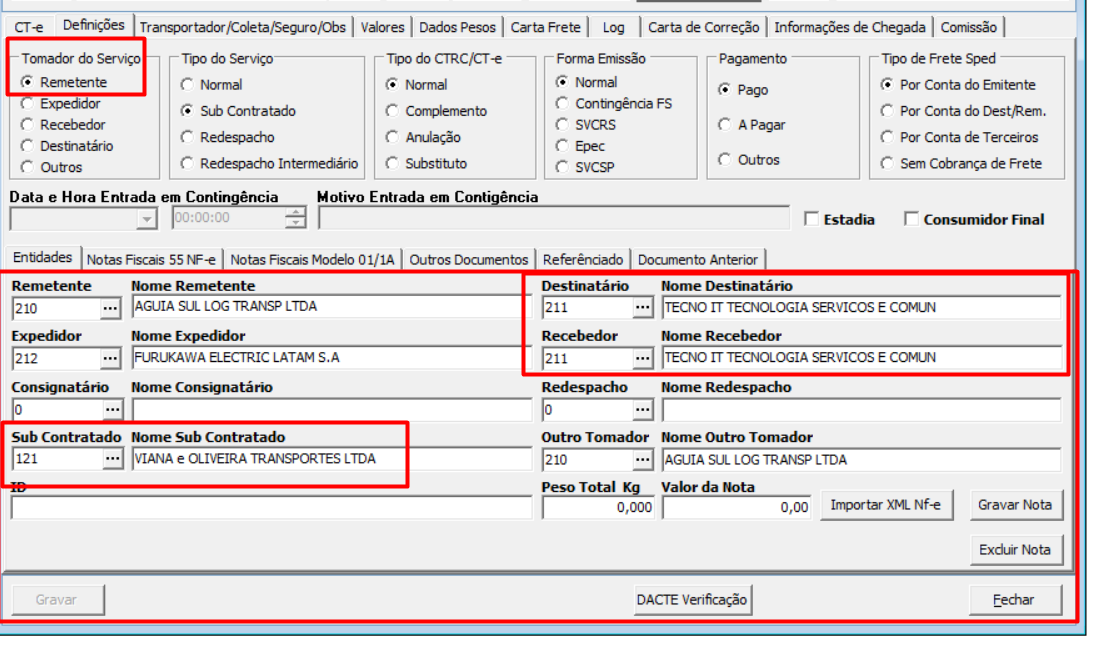 CT-e Definições Transportador/Coleta/Seguro/Obs Valores Dados Pesos Carta Frete Log Carta de Correção Informações de Chegada Comissão
Tomador do Serviço Tipo do Serviço Tipo do CTRC/CT-e Forma Emissão Pagamento Tipo de Frete Sped
Remetente Normal Normal Normal Pago Por Conta do Emitente
Expedidor Sub Contratado Complemento Contingência FS A Pagar Por Conta do Dest/Rem.
Recebedor Redespacho Anulação SVCRS Outros Por Conta de Terceiros
Destinatário Redespacho Intermediário Substituto Epec Sem Cobrança de Frete
Outros SVCSP
Data e Hora Entrada em Contingência Motivo Entrada em Contigência
00:00:00 Estadia Consumidor Final
Entidades Notas Fiscais 55 NF-e Notas Fiscais Modelo 01/1A Outros Documentos Referênciado Documento Anterior
Remetente Nome Remetente Destinatário Nome Destinatário
210 ... AGUIA SUL LOG TRANSP LTDA 211 ... TECNO IT TECNOLOGIA SERVICOS E COMUN
Expedidor Nome Expedidor Recebedor Nome Recebedor
212 ... FURUKAWA ELECTRIC LATAM S.A 211 ... TECNO IT TECNOLOGIA SERVICOS E COMUN
Consignatário Nome Consignatário Redespacho Nome Redespacho
0 ... 0 ...
Sub Contratado Nome Sub Contratado Outro Tomador Nome Outro Tomador
121 ... VIANA e OLIVEIRA TRANSPORTES LTDA 210 ... AGUIA SUL LOG TRANSP LTDA
ID Peso Total Kg Valor da Nota
0,000 0,00 Importar XML Nf-e Gravar Nota
Excluir Nota
Gravar DACTE Verificação Fechar